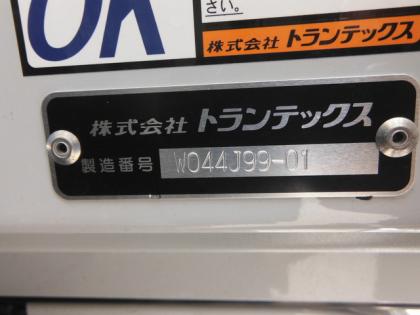 OK
さい。
株式会社 トランテックス
株式会社 トランテックス
製造番号 W044J99-01